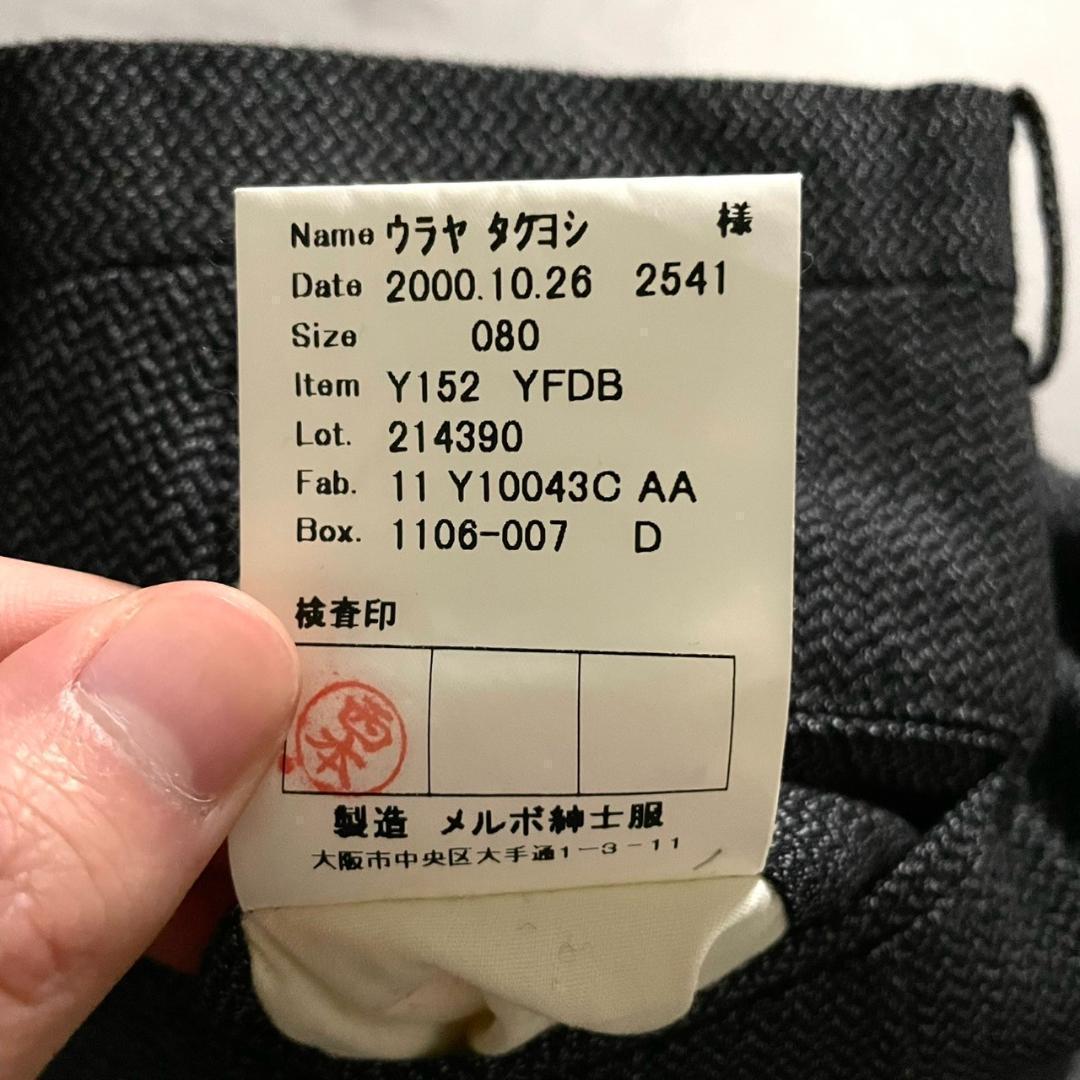 Name ウラヤ タケヨシ 様
Date 2000.10.26 2541
Size 080
Item Y152 YFDB
Lot. 214390
Fab. 11 Y10043C AA
Box. 1106-007 D
検査印
製造 メルボ紳士服
大阪市中央区大手通1-3-11